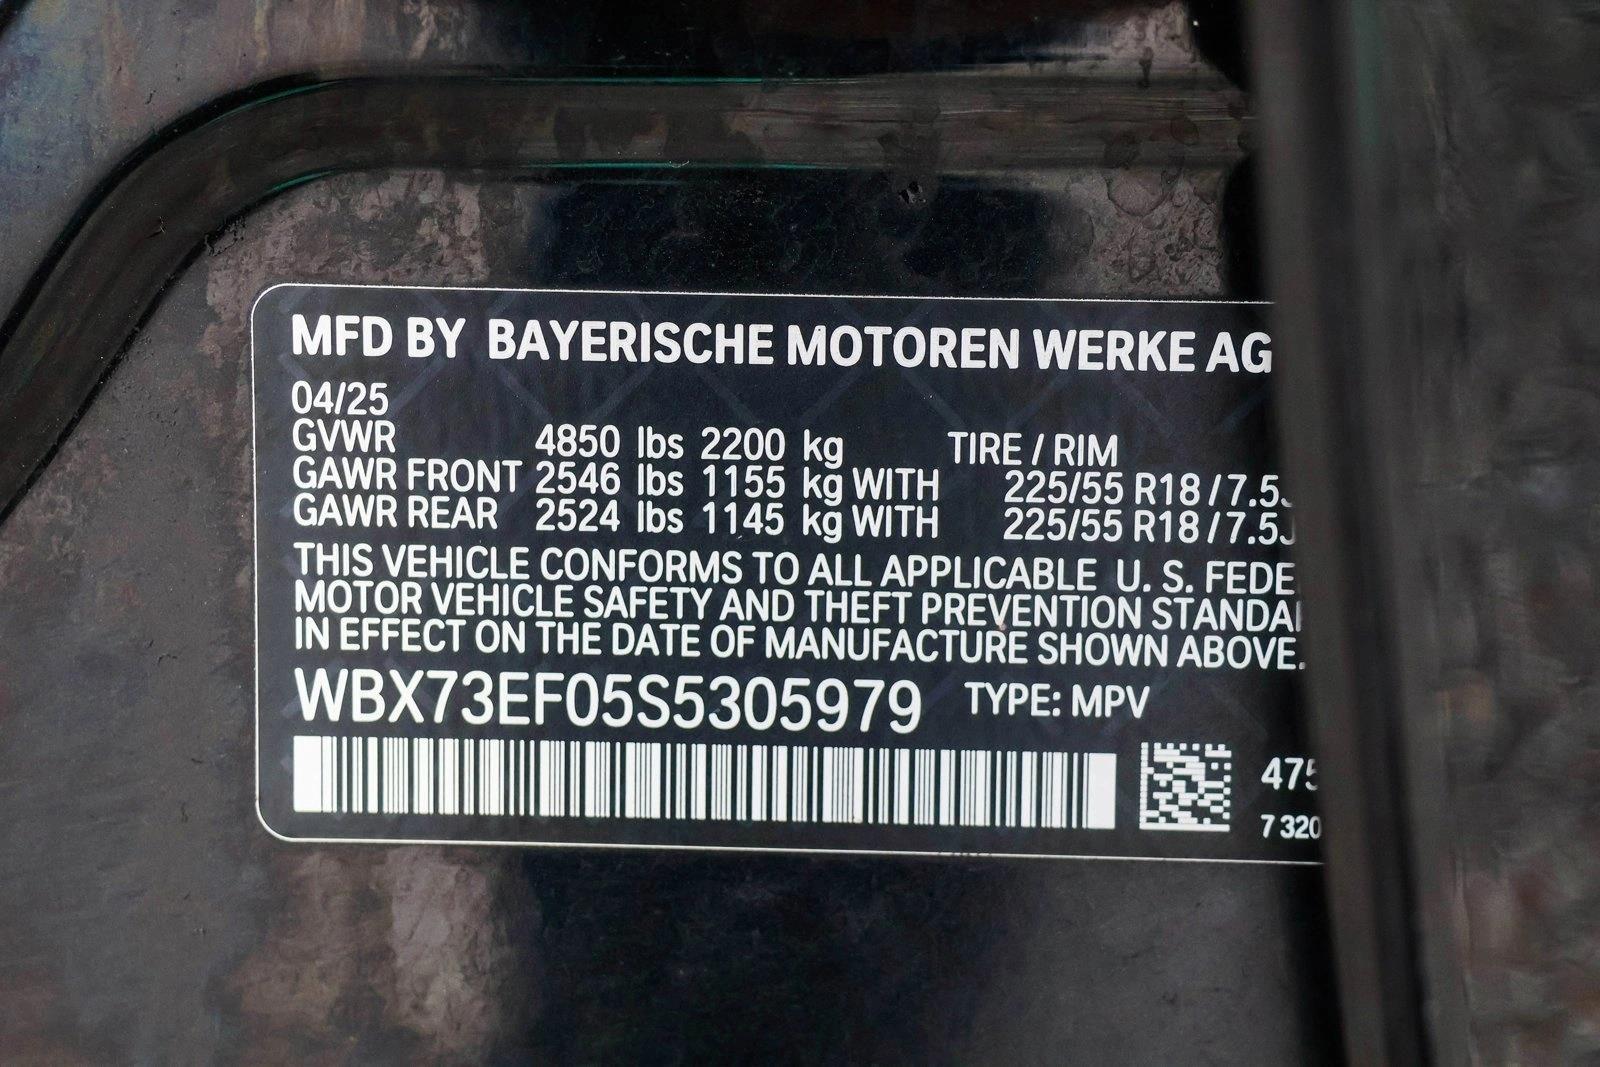 MFD BY BAYERISCHE MOTOREN WERKE AG
04/25
GVWR 4850 lbs 2200 kg TIRE / RIM
GAWR FRONT 2546 lbs 1155 kg WITH 225/55 R18 / 7.5J
GAWR REAR 2524 lbs 1145 kg WITH 225/55 R18 / 7.5J
THIS VEHICLE CONFORMS TO ALL APPLICABLE U. S. FEDE
MOTOR VEHICLE SAFETY AND THEFT PREVENTION STANDA
IN EFFECT ON THE DATE OF MANUFACTURE SHOWN ABOVE.
WBX73EF05S5305979 TYPE: MPV
475
7 320